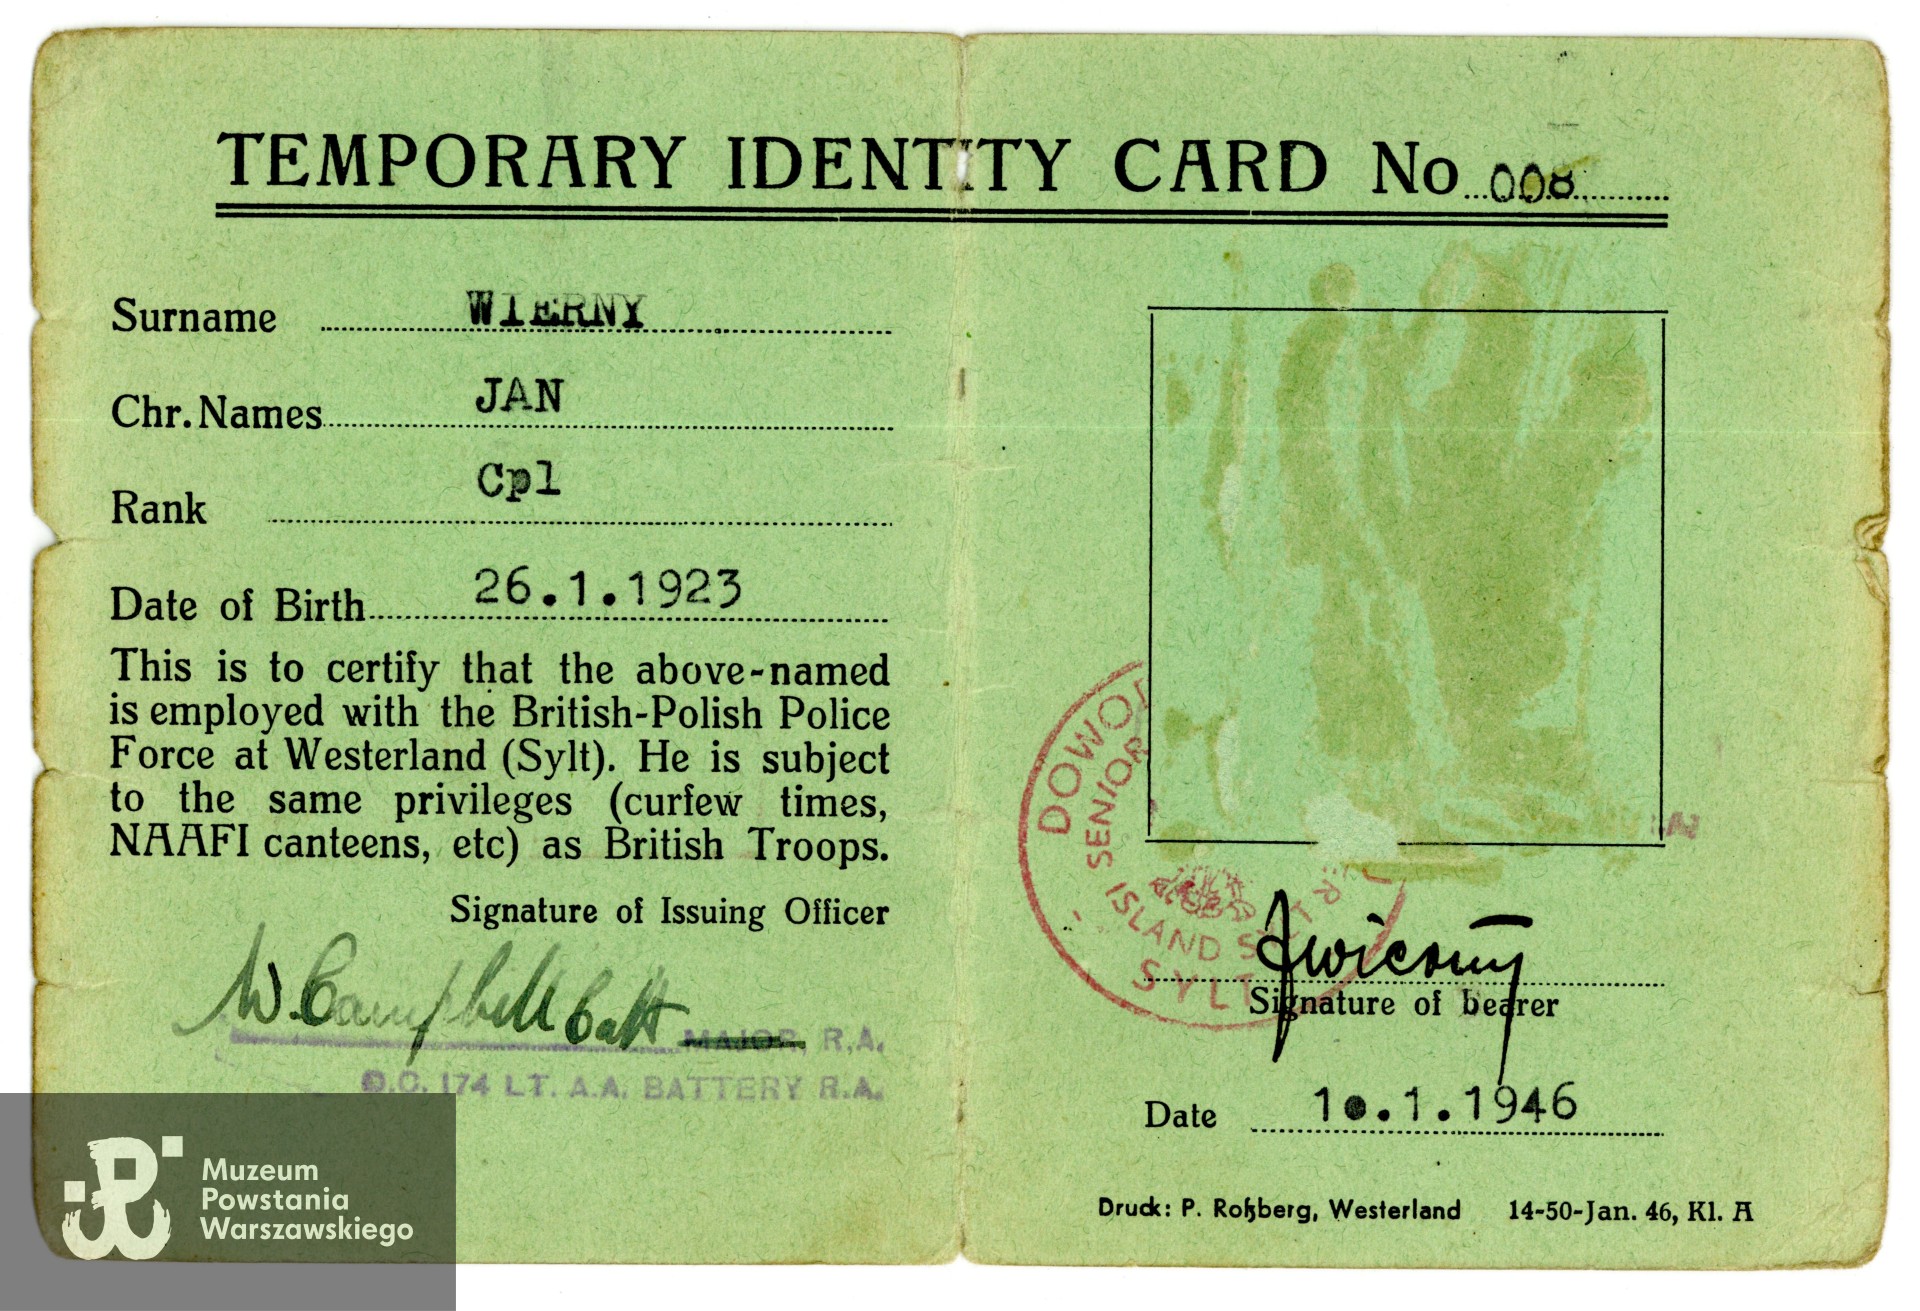 TEMPORARY IDENTITY CARD No 008
Surname WIERNY
Chr. Names JAN
Rank Cpl
Date of Birth 26.1.1923
This is to certify that the above-named
is employed with the British-Polish Police
Force at Westerland (Sylt). He is subject
to the same privileges (curfew times,
NAAFI canteens, etc) as British Troops.
Signature of Issuing Officer
W. Campbell Capt MAJOR, R.A.
O.C. 174 LT. A.A. BATTERY R.A.
SENIOR
ISLAND
SYLT
JWierny
Signature of bearer
Date 10.1.1946
Druck: P. Roßberg, Westerland 14-50-Jan. 46, Kl. A
Muzeum
Powstania
Warszawskiego